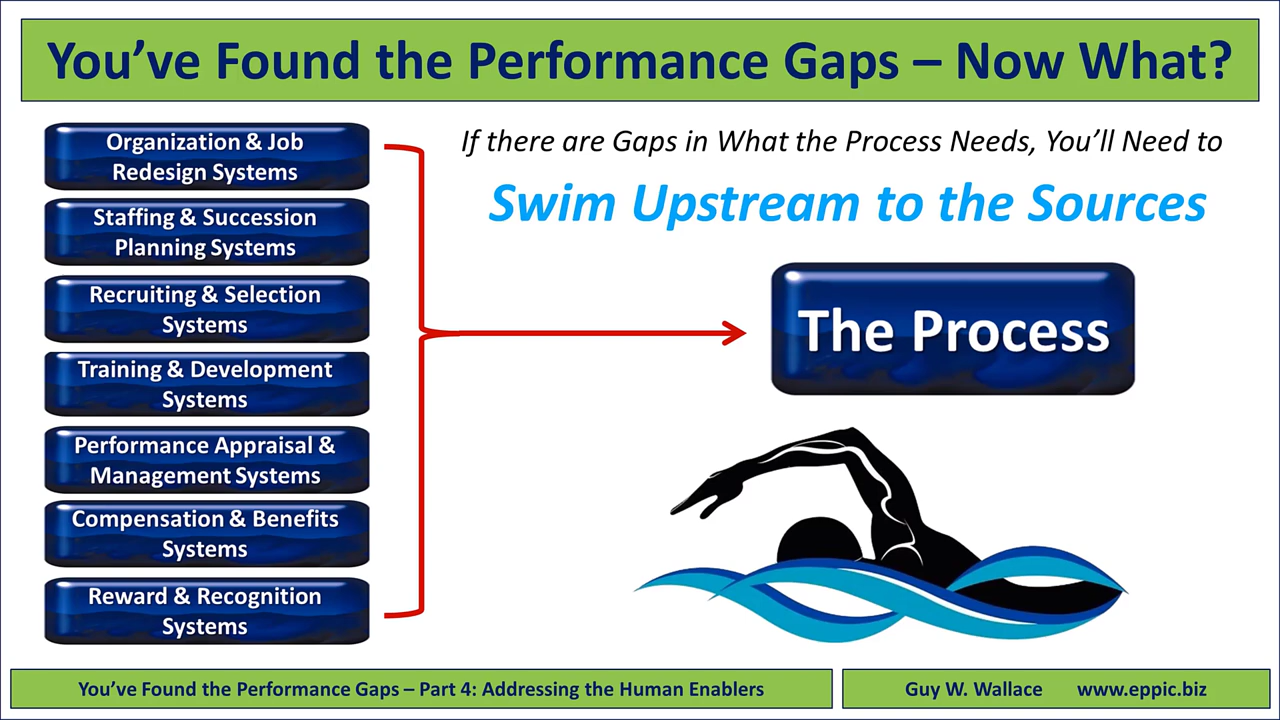 You’ve Found the Performance Gaps – Now What?
Organization & Job
Redesign Systems
Staffing & Succession
Planning Systems
Recruiting & Selection
Systems
Training & Development
Systems
Performance Appraisal &
Management Systems
Compensation & Benefits
Systems
Reward & Recognition
Systems
If there are Gaps in What the Process Needs, You’ll Need to
Swim Upstream to the Sources
The Process
You’ve Found the Performance Gaps – Part 4: Addressing the Human Enablers
Guy W. Wallace www.eppic.biz